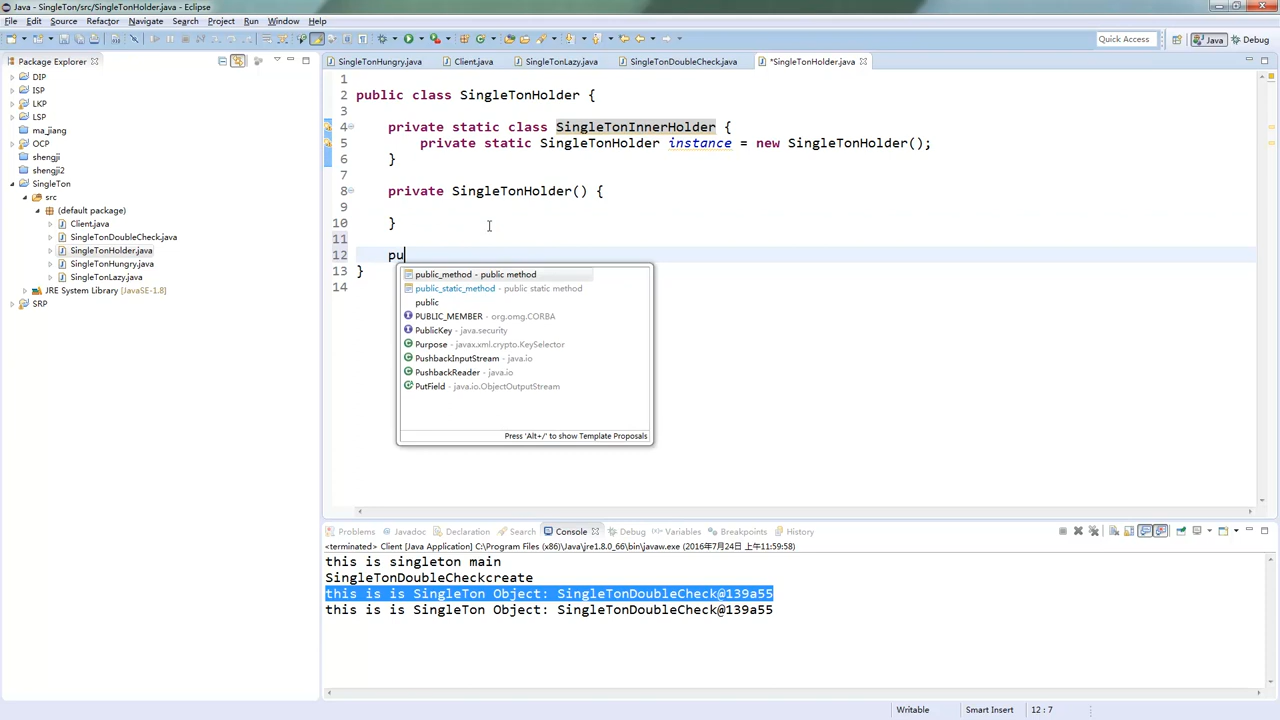 Java - SingleTon/src/SingleTonHolder.java - Eclipse
File Edit Source Refactor Navigate Search Project Run Window Help
Quick Access Java Debug
Package Explorer
SingleTonHungry.java Client.java SingleTonLazy.java SingleTonDoubleCheck.java *SingleTonHolder.java
DIP
ISP
LKP
LSP
ma_jiang
OCP
shengji
shengji2
SingleTon
src
(default package)
Client.java
SingleTonDoubleCheck.java
SingleTonHolder.java
SingleTonHungry.java
SingleTonLazy.java
JRE System Library [JavaSE-1.8]
SRP
1
2 public class SingleTonHolder {
3
4 private static class SingleTonInnerHolder {
5 private static SingleTonHolder instance = new SingleTonHolder();
6 }
7
8 private SingleTonHolder() {
9
10 }
11
12 pu
13 }
14
public_method - public method
public_static_method - public static method
public
PUBLIC_MEMBER - org.omg.CORBA
PublicKey - java.security
Purpose - javax.xml.crypto.KeySelector
PushbackInputStream - java.io
PushbackReader - java.io
PutField - java.io.ObjectOutputStream
Press 'Alt+/' to show Template Proposals
Problems Javadoc Declaration Search Console Debug Variables Breakpoints History
<terminated> Client [Java Application] C:\Program Files (x86)\Java\jre1.8.0_66\bin\javaw.exe (2016年7月24日 上午11:59:58)
this is singleton main
SingleTonDoubleCheckcreate
this is is SingleTon Object: SingleTonDoubleCheck@139a55
this is is SingleTon Object: SingleTonDoubleCheck@139a55
Writable Smart Insert 12 : 7